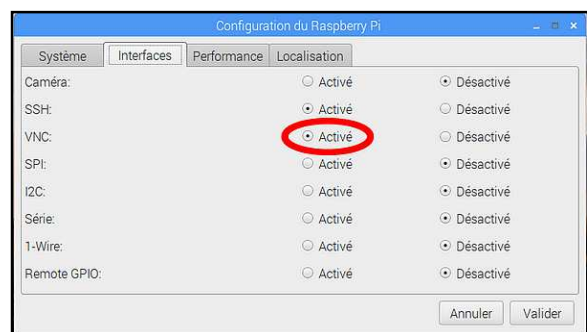 Configuration du Raspberry Pi
Système Interfaces Performance Localisation
Caméra: Activé Désactivé
SSH: Activé Désactivé
VNC: Activé Désactivé
SPI: Activé Désactivé
I2C: Activé Désactivé
Série: Activé Désactivé
1-Wire: Activé Désactivé
Remote GPIO: Activé Désactivé
Annuler Valider